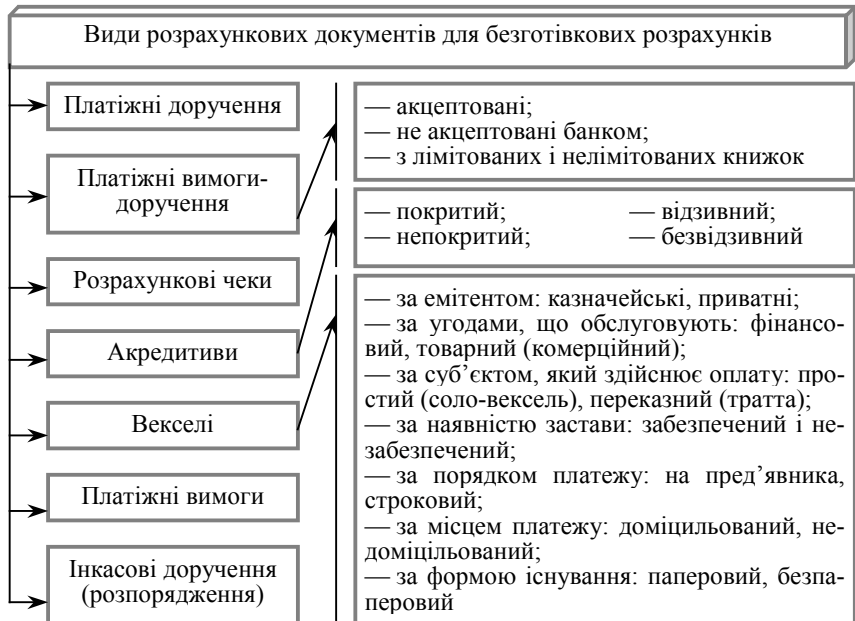 Види розрахункових документів для безготівкових розрахунків
Платіжні доручення
Платіжні вимоги-
доручення
Розрахункові чеки
Акредитиви
Векселі
Платіжні вимоги
Інкасові доручення
(розпорядження)
— акцептовані;
— не акцептовані банком;
— з лімітованих і нелімітованих книжок
— покритий; — відзивний;
— непокритий; — безвідзивний
— за емітентом: казначейські, приватні;
— за угодами, що обслуговують: фінансо-
вий, товарний (комерційний);
— за суб’єктом, який здійснює оплату: про-
стий (соло-вексель), переказний (тратта);
— за наявністю застави: забезпечений і не-
забезпечений;
— за порядком платежу: на пред’явника,
строковий;
— за місцем платежу: доміцильований, не-
доміцільований;
— за формою існування: паперовий, безпа-
перовий